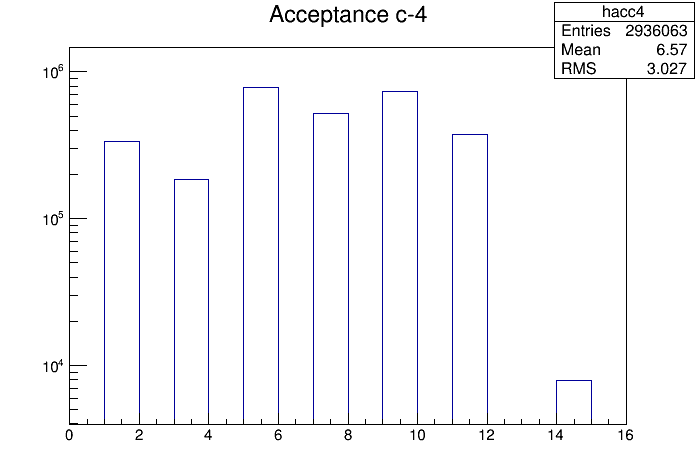 Acceptance c-4
hacc4
Entries 2936063
Mean 6.57
RMS 3.027
10^6
10^5
10^4
0 2 4 6 8 10 12 14 16